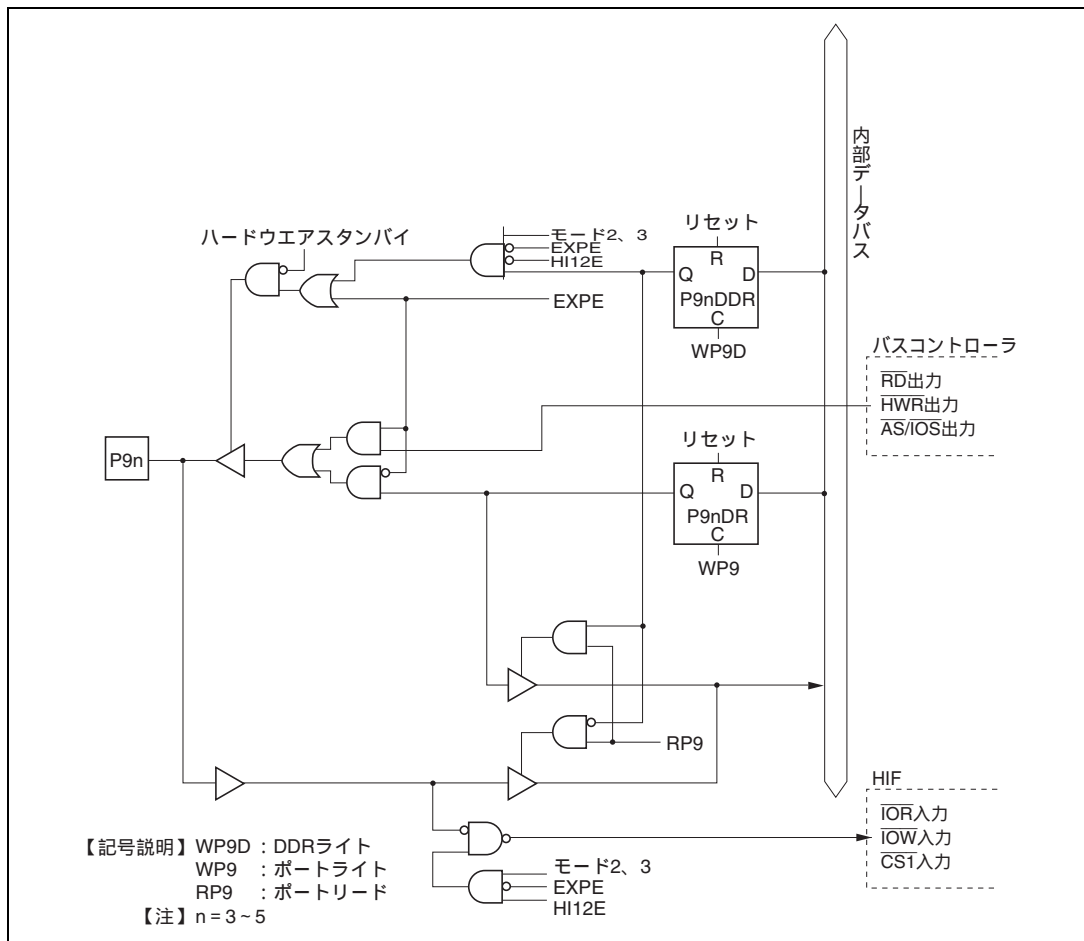 内部データバス
リセット
ハードウエアスタンバイ
モード2、3
EXPE
HI12E
R
Q
D
P9nDDR
C
EXPE
WP9D
バスコントローラ
RD出力
HWR出力
AS/IOS出力
リセット
P9n
R
Q
D
P9nDR
C
WP9
RP9
HIF
IOR入力
IOW入力
CS1入力
モード2、3
EXPE
HI12E
【記号説明】WP9D：DDRライト
WP9：ポートライト
RP9：ポートリード
【注】n＝3～5